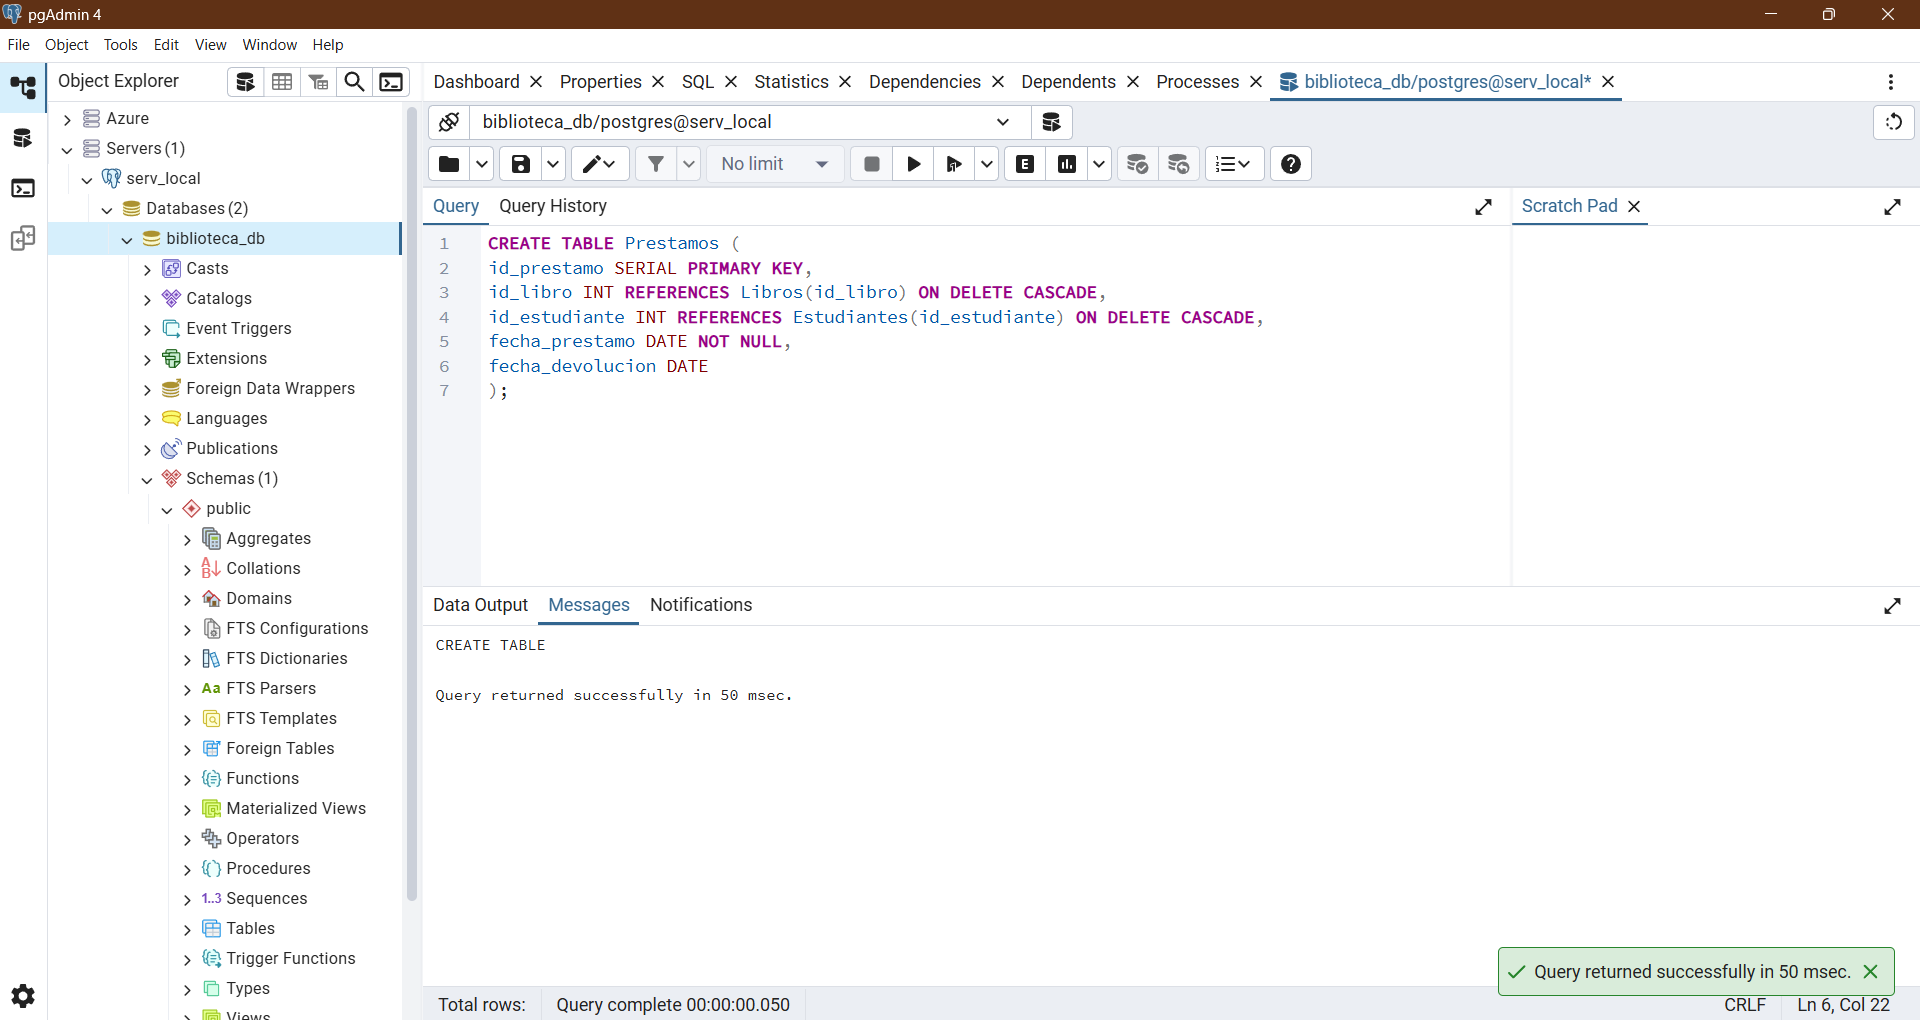 pgAdmin 4
File Object Tools Edit View Window Help
Object Explorer
Dashboard Properties SQL Statistics Dependencies Dependents Processes biblioteca_db/postgres@serv_local*
biblioteca_db/postgres@serv_local
No limit
E
Query Query History
Scratch Pad
Azure
Servers (1)
serv_local
Databases (2)
biblioteca_db
Casts
Catalogs
Event Triggers
Extensions
Foreign Data Wrappers
Languages
Publications
Schemas (1)
public
Aggregates
Collations
Domains
FTS Configurations
FTS Dictionaries
Aa FTS Parsers
FTS Templates
Foreign Tables
Functions
Materialized Views
Operators
Procedures
1..3 Sequences
Tables
Trigger Functions
Types
Views
1 CREATE TABLE Prestamos (
2 id_prestamo SERIAL PRIMARY KEY,
3 id_libro INT REFERENCES Libros(id_libro) ON DELETE CASCADE,
4 id_estudiante INT REFERENCES Estudiantes(id_estudiante) ON DELETE CASCADE,
5 fecha_prestamo DATE NOT NULL,
6 fecha_devolucion DATE
7 );
Data Output Messages Notifications
CREATE TABLE
Query returned successfully in 50 msec.
Query returned successfully in 50 msec.
Total rows: Query complete 00:00:00.050
CRLF Ln 6, Col 22